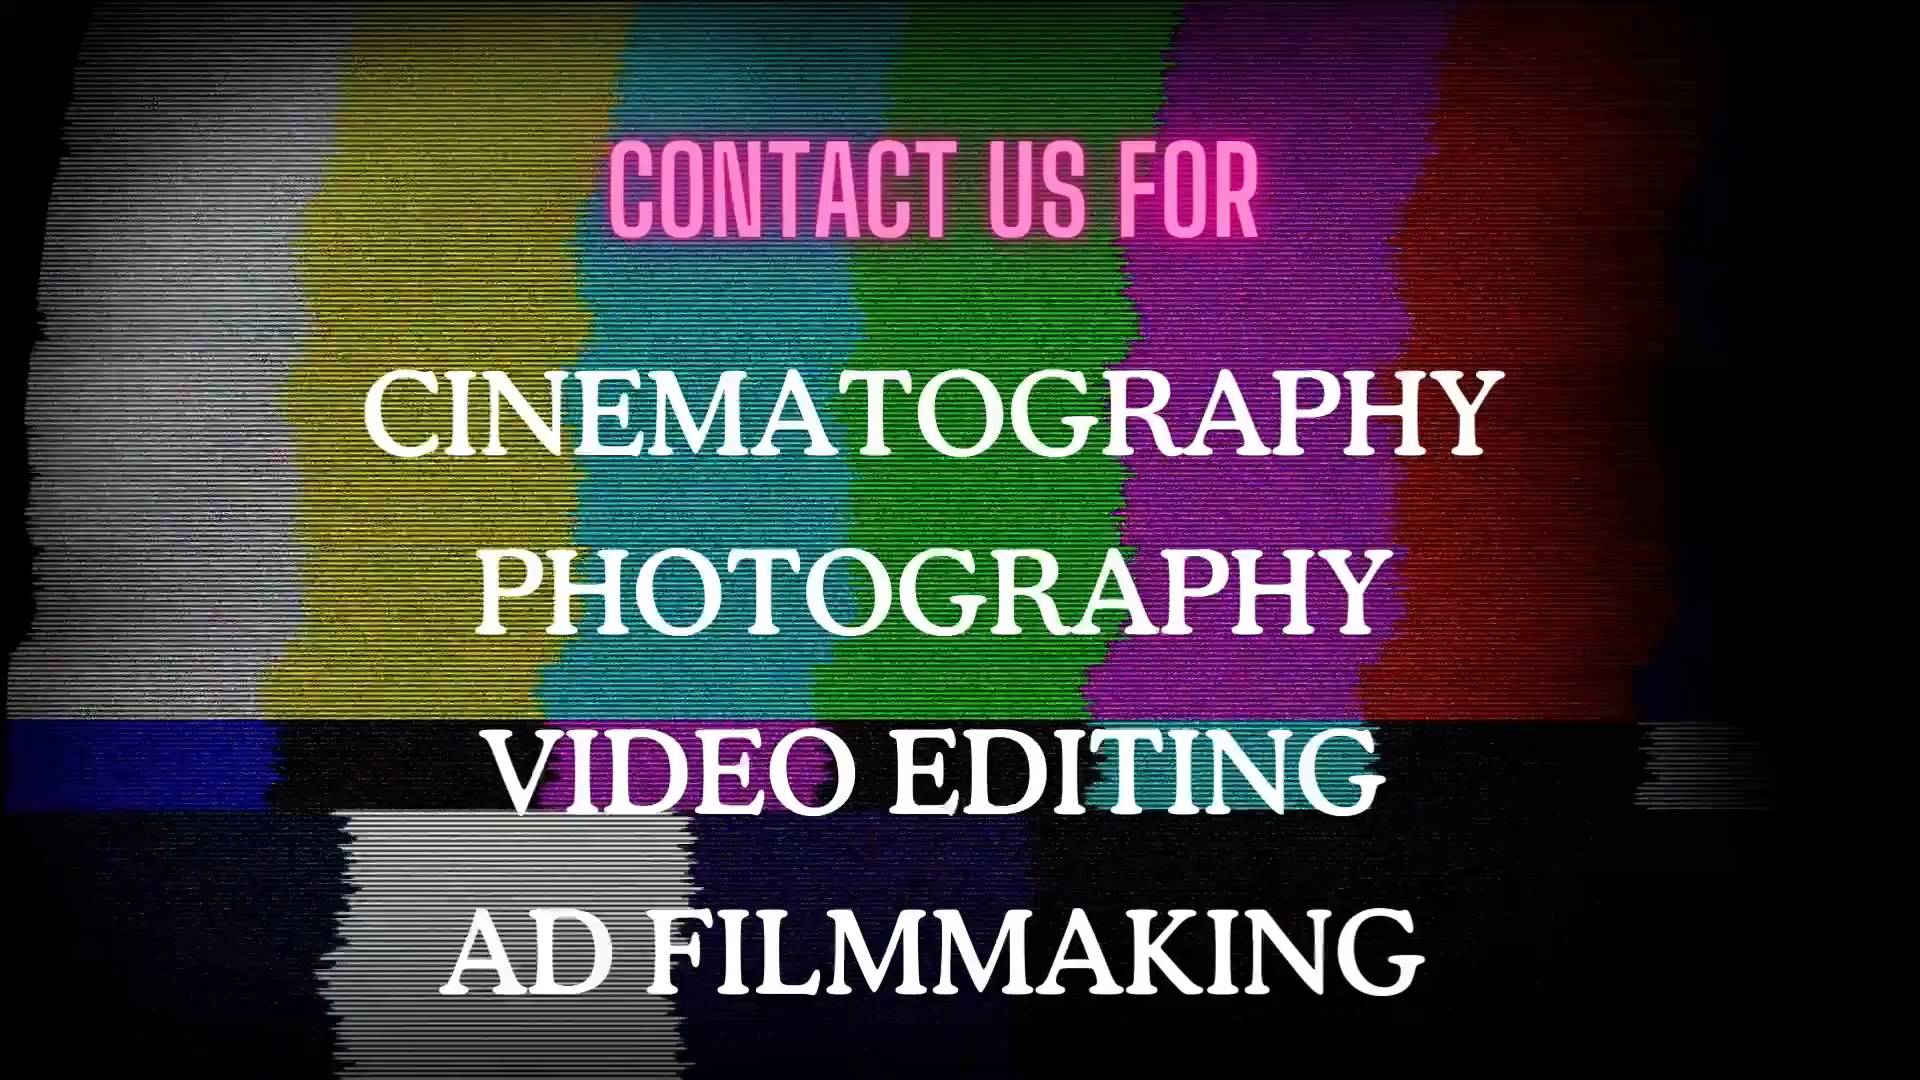 CONTACT US FOR
CINEMATOGRAPHY
PHOTOGRAPHY
VIDEO EDITING
AD FILMMAKING